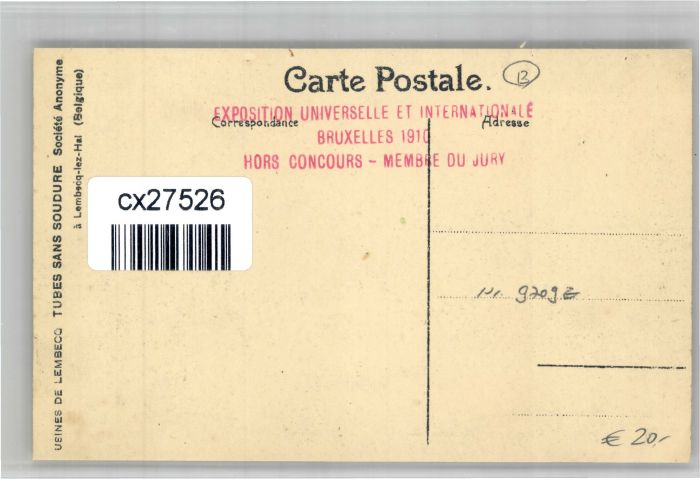 Carte Postale.
B
EXPOSITION UNIVERSELLE ET INTERNATIONALE
Correspondance
Adresse
BRUXELLES 1910
HORS CONCOURS - MEMBRE DU JURY
USINES DE LEMBECQ TUBES SANS SOUDURE Société Anonyme
à Lembecq-lez-Hal (Belgique)
cx27526
€ 20,-